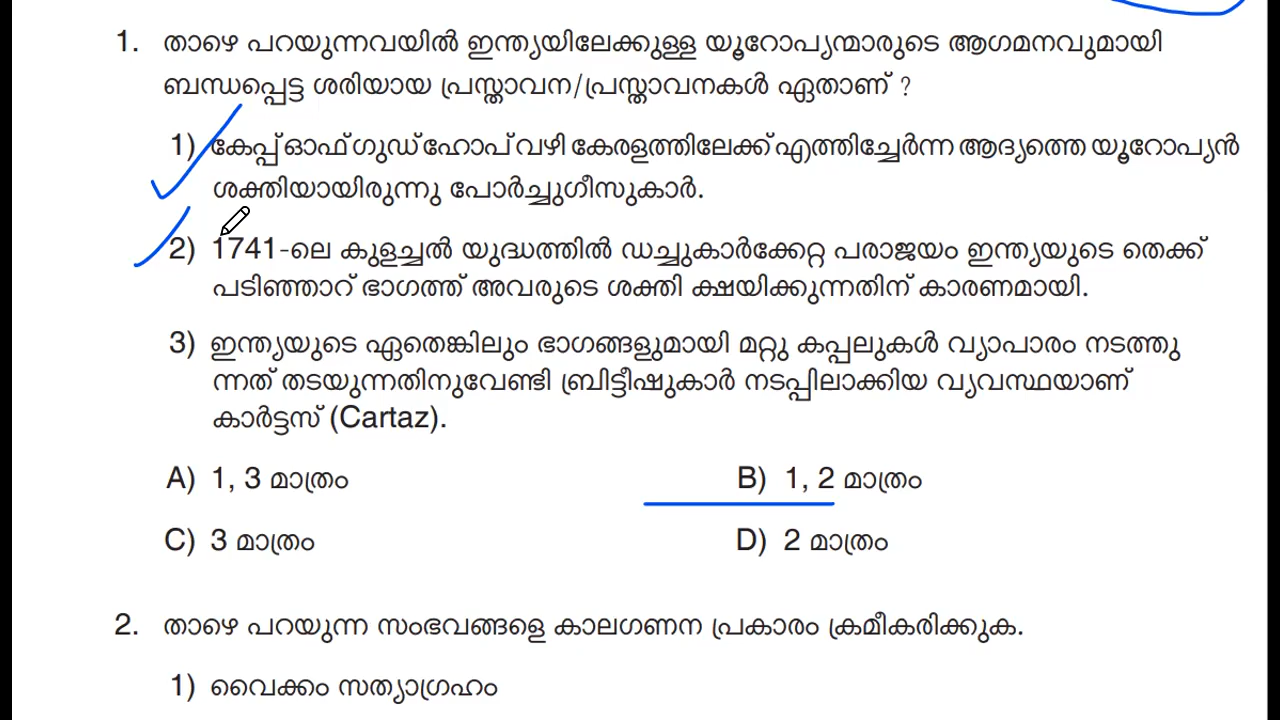 1. താഴെ പറയുന്നവയിൽ ഇന്ത്യയിലേക്കുള്ള യൂറോപ്യന്മാരുടെ ആഗമനവുമായി
ബന്ധപ്പെട്ട ശരിയായ പ്രസ്താവന/പ്രസ്താവനകൾ ഏതാണ് ?
1) കേപ്പ് ഓഫ് ഗുഡ് ഹോപ് വഴി കേരളത്തിലേക്ക് എത്തിച്ചേർന്ന ആദ്യത്തെ യൂറോപ്യൻ
ശക്തിയായിരുന്നു പോർച്ചുഗീസുകാർ.
2) 1741-ലെ കുളച്ചൽ യുദ്ധത്തിൽ ഡച്ചുകാർക്കേറ്റ പരാജയം ഇന്ത്യയുടെ തെക്ക്
പടിഞ്ഞാറ് ഭാഗത്ത് അവരുടെ ശക്തി ക്ഷയിക്കുന്നതിന് കാരണമായി.
3) ഇന്ത്യയുടെ ഏതെങ്കിലും ഭാഗങ്ങളുമായി മറ്റു കപ്പലുകൾ വ്യാപാരം നടത്തു
ന്നത് തടയുന്നതിനുവേണ്ടി ബ്രിട്ടീഷുകാർ നടപ്പിലാക്കിയ വ്യവസ്ഥയാണ്
കാർട്ടസ് (Cartaz).
A) 1, 3 മാത്രം B) 1, 2 മാത്രം
C) 3 മാത്രം D) 2 മാത്രം
2. താഴെ പറയുന്ന സംഭവങ്ങളെ കാലഗണന പ്രകാരം ക്രമീകരിക്കുക.
1) വൈക്കം സത്യാഗ്രഹം